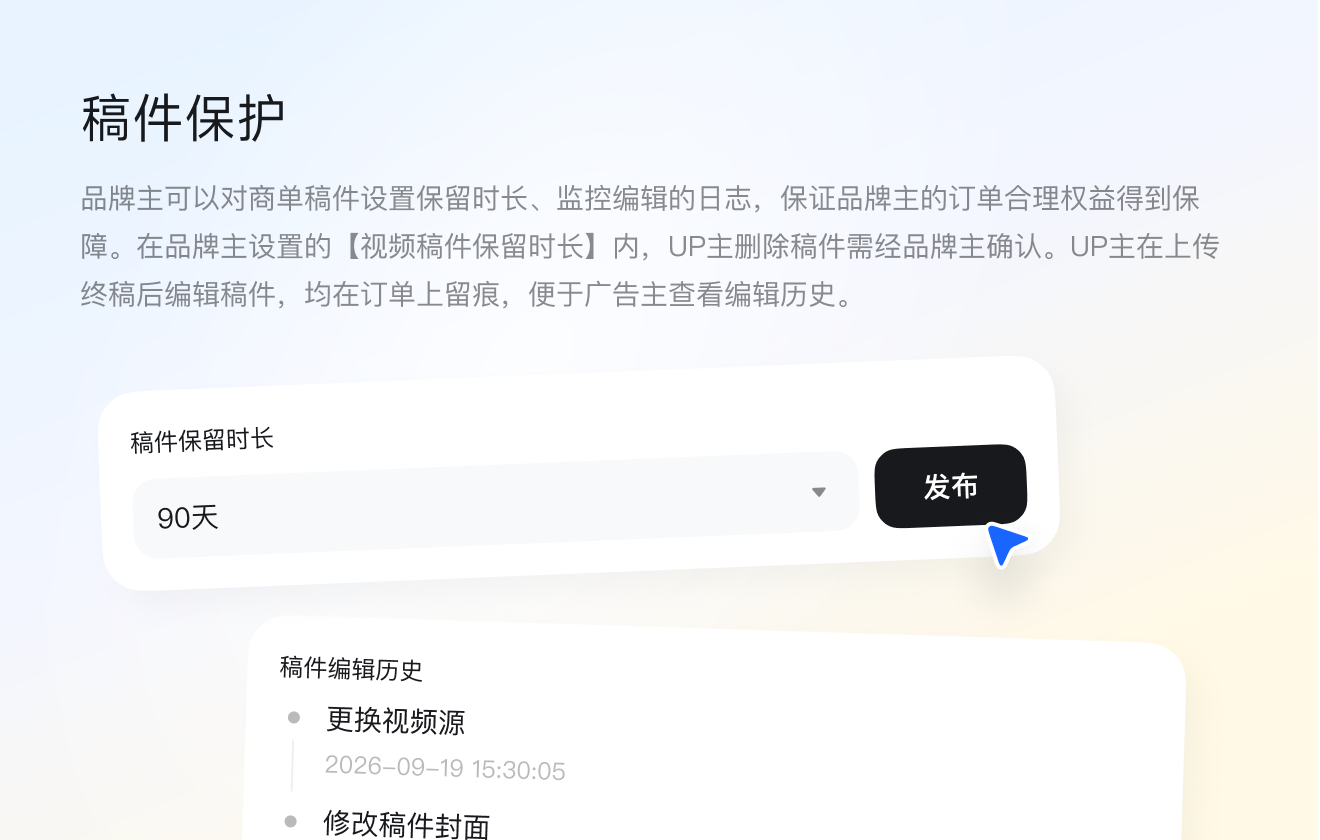 稿件保护
品牌主可以对商单稿件设置保留时长、监控编辑的日志，保证品牌主的订单合理权益得到保
障。在品牌主设置的【视频稿件保留时长】内，UP主删除稿件需经品牌主确认。UP主在上传
终稿后编辑稿件，均在订单上留痕，便于广告主查看编辑历史。
稿件保留时长
90天
发布
稿件编辑历史
更换视频源
2026-09-19 15:30:05
修改稿件封面